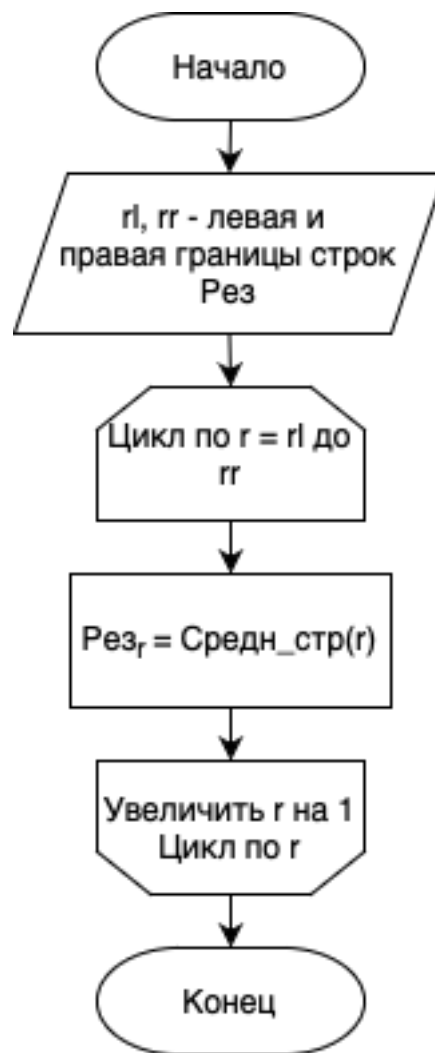 Начало
rl, rr - левая и
правая границы строк
Рез
Цикл по r = rl до
rr
Резr = Средн_стр(r)
Увеличить r на 1
Цикл по r
Конец